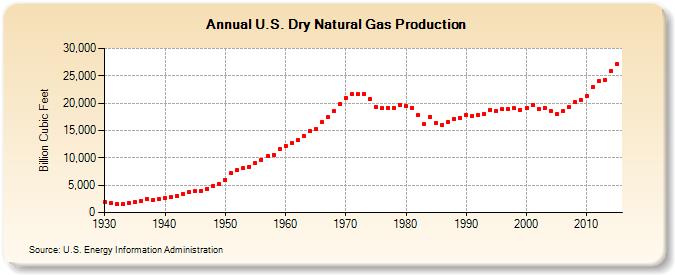 Annual U.S. Dry Natural Gas Production
Billion Cubic Feet
30,000
25,000
20,000
15,000
10,000
5,000
0
1930 1940 1950 1960 1970 1980 1990 2000 2010
Source: U.S. Energy Information Administration